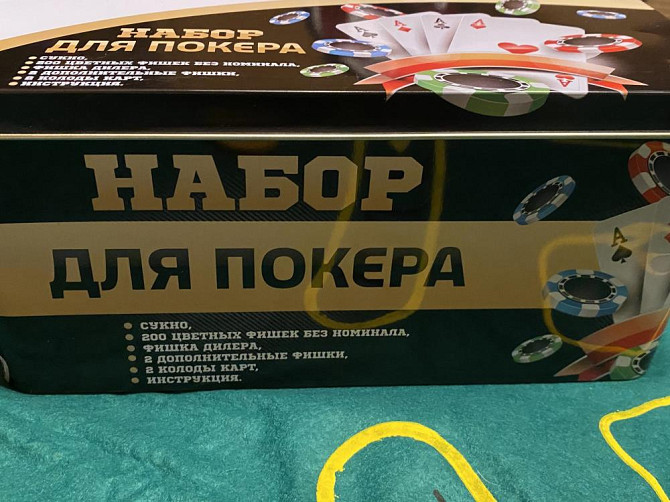 НАБОР
ДЛЯ ПОКЕРА
• СУКНО,
• 200 ЦВЕТНЫХ ФИШЕК БЕЗ НОМИНАЛА,
• ФИШКА ДИЛЕРА,
• 2 ДОПОЛНИТЕЛЬНЫЕ ФИШКИ,
• 2 КОЛОДЫ КАРТ,
• ИНСТРУКЦИЯ.
НАБОР
ДЛЯ ПОКЕРА
• СУКНО,
• 200 ЦВЕТНЫХ ФИШЕК БЕЗ НОМИНАЛА,
• ФИШКА ДИЛЕРА,
• 2 ДОПОЛНИТЕЛЬНЫЕ ФИШКИ,
• 2 КОЛОДЫ КАРТ,
• ИНСТРУКЦИЯ.
A